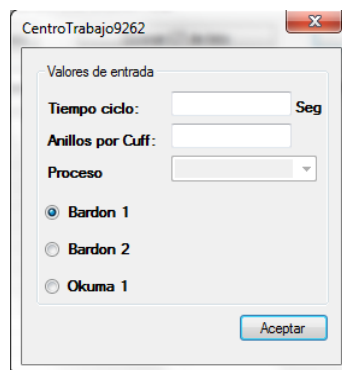 CentroTrabajo9262
Valores de entrada
Tiempo ciclo: Seg
Anillos por Cuff:
Proceso
Bardon 1
Bardon 2
Okuma 1
Aceptar